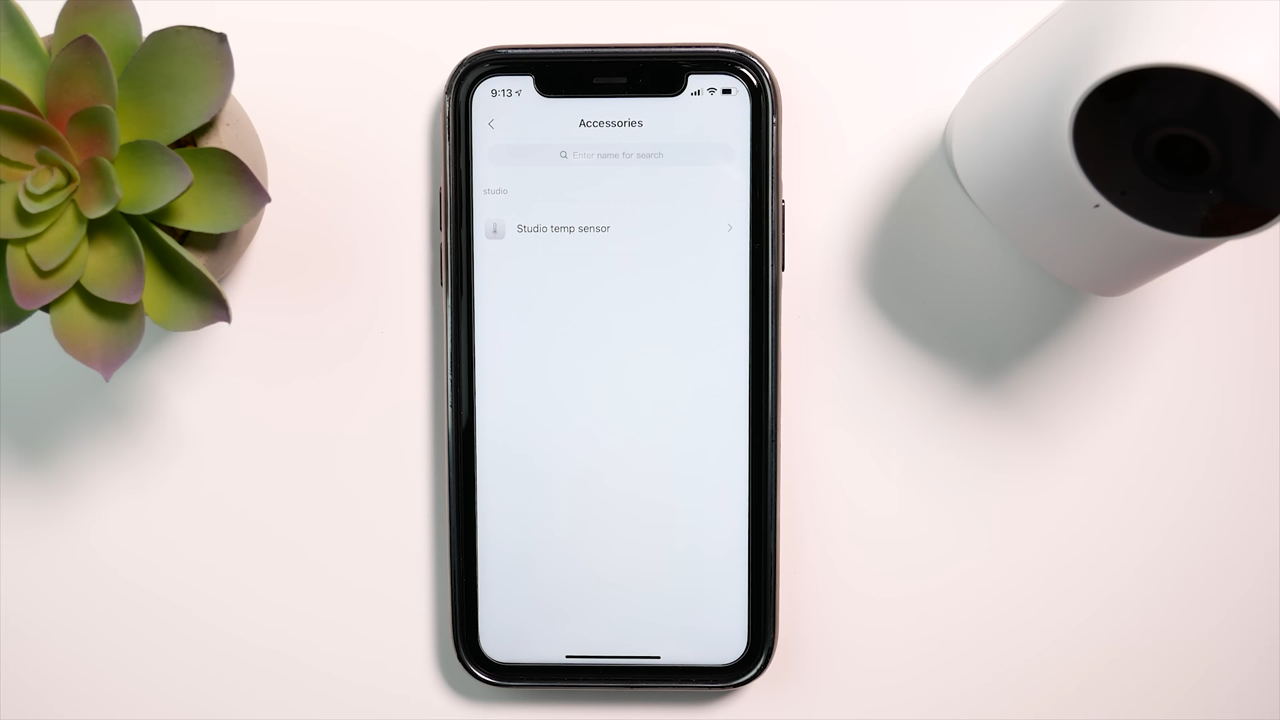 9:13
Accessories
Enter name for search
studio
Studio temp sensor